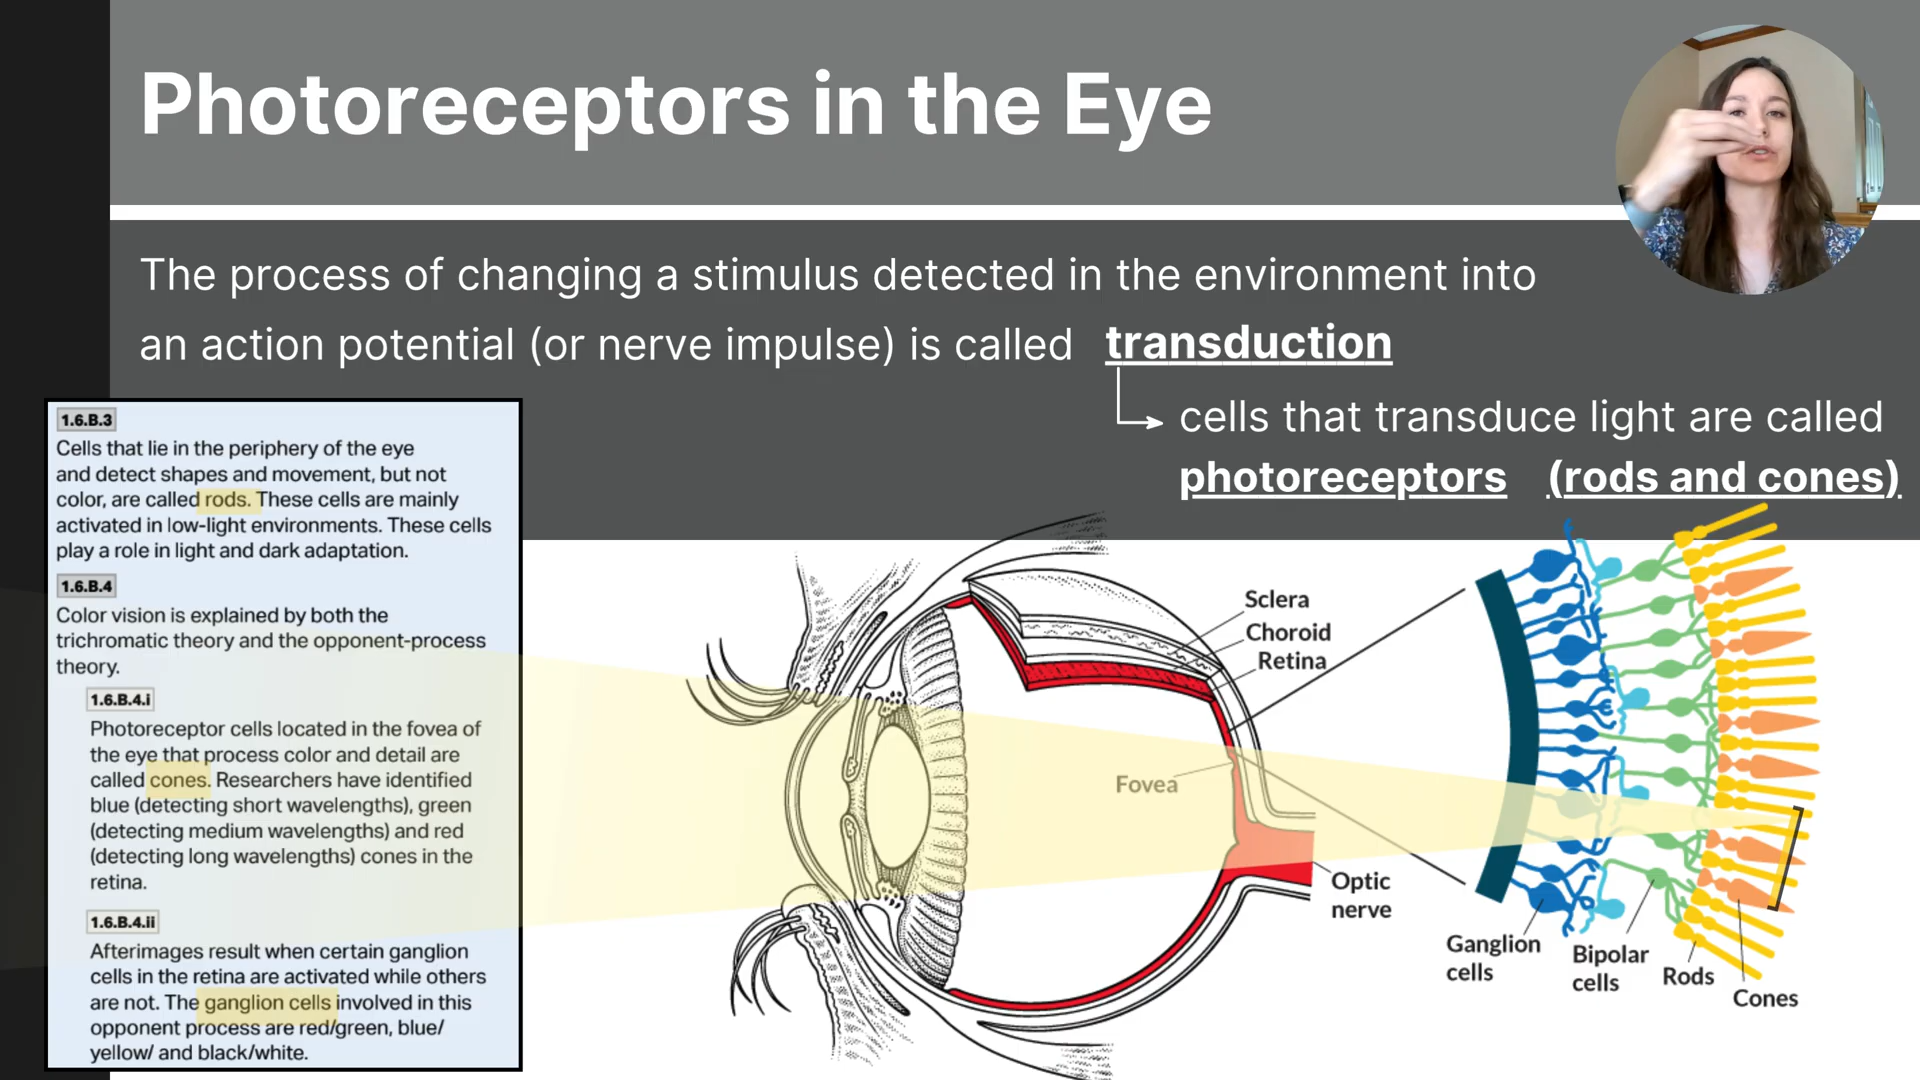 Photoreceptors in the Eye
The process of changing a stimulus detected in the environment into
an action potential (or nerve impulse) is called transduction
cells that transduce light are called
photoreceptors (rods and cones)
1.6.B.3
Cells that lie in the periphery of the eye
and detect shapes and movement, but not
color, are called rods. These cells are mainly
activated in low-light environments. These cells
play a role in light and dark adaptation.
1.6.B.4
Color vision is explained by both the
trichromatic theory and the opponent-process
theory.
1.6.B.4.i
Photoreceptor cells located in the fovea of
the eye that process color and detail are
called cones. Researchers have identified
blue (detecting short wavelengths), green
(detecting medium wavelengths) and red
(detecting long wavelengths) cones in the
retina.
1.6.B.4.ii
Afterimages result when certain ganglion
cells in the retina are activated while others
are not. The ganglion cells involved in this
opponent process are red/green, blue/
yellow/ and black/white.
Sclera
Choroid
Retina
Fovea
Optic
nerve
Ganglion
cells
Bipolar
cells
Rods
Cones